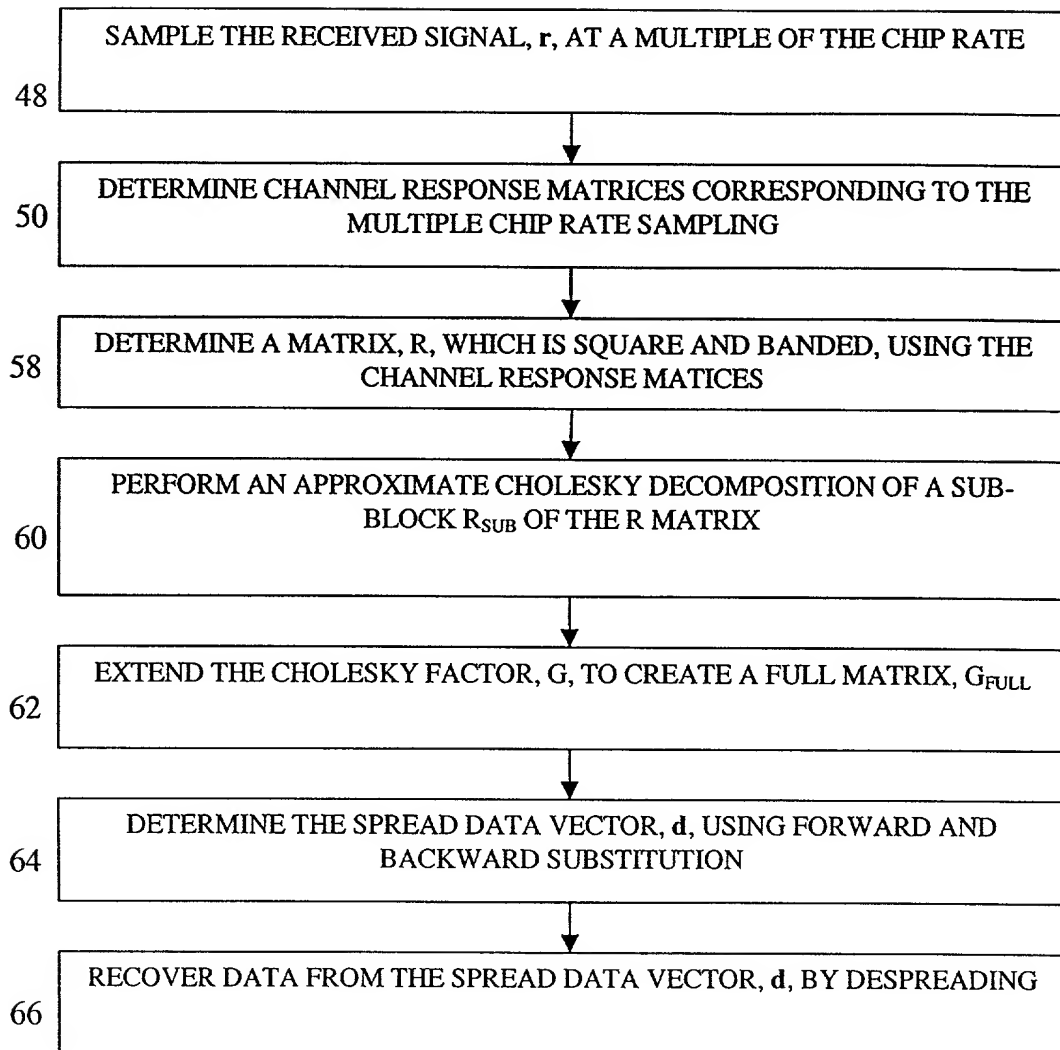 SAMPLE THE RECEIVED SIGNAL, r, AT A MULTIPLE OF THE CHIP RATE
48
DETERMINE CHANNEL RESPONSE MATRICES CORRESPONDING TO THE
MULTIPLE CHIP RATE SAMPLING
50
DETERMINE A MATRIX, R, WHICH IS SQUARE AND BANDED, USING THE
CHANNEL RESPONSE MATICES
58
PERFORM AN APPROXIMATE CHOLESKY DECOMPOSITION OF A SUB-
BLOCK RSUB OF THE R MATRIX
60
EXTEND THE CHOLESKY FACTOR, G, TO CREATE A FULL MATRIX, GFULL
62
DETERMINE THE SPREAD DATA VECTOR, d, USING FORWARD AND
BACKWARD SUBSTITUTION
64
RECOVER DATA FROM THE SPREAD DATA VECTOR, d, BY DESPREADING
66